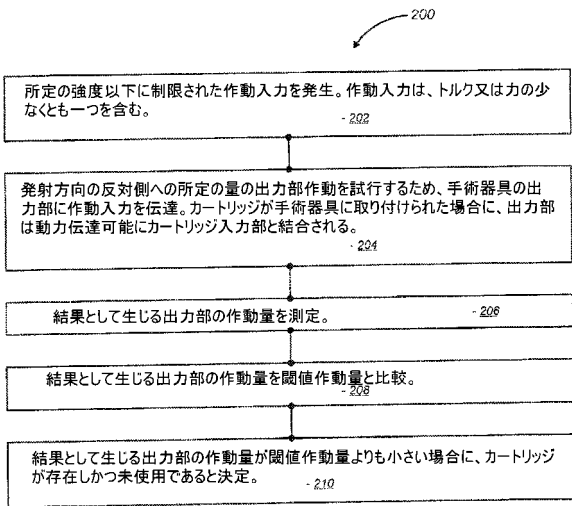 200
所定の強度以下に制限された作動入力を発生。作動入力は、トルク又は力の少
なくとも一つを含む。
- 202
発射方向の反対側への所定の量の出力部作動を試行するため、手術器具の出
力部に作動入力を伝達。カートリッジが手術器具に取り付けられた場合に、出力部
は動力伝達可能にカートリッジ入力部と結合される。
- 204
結果として生じる出力部の作動量を測定。 - 206
結果として生じる出力部の作動量を閾値作動量と比較。
- 208
結果として生じる出力部の作動量が閾値作動量よりも小さい場合に、カートリッジ
が存在しかつ未使用であると決定。 - 210